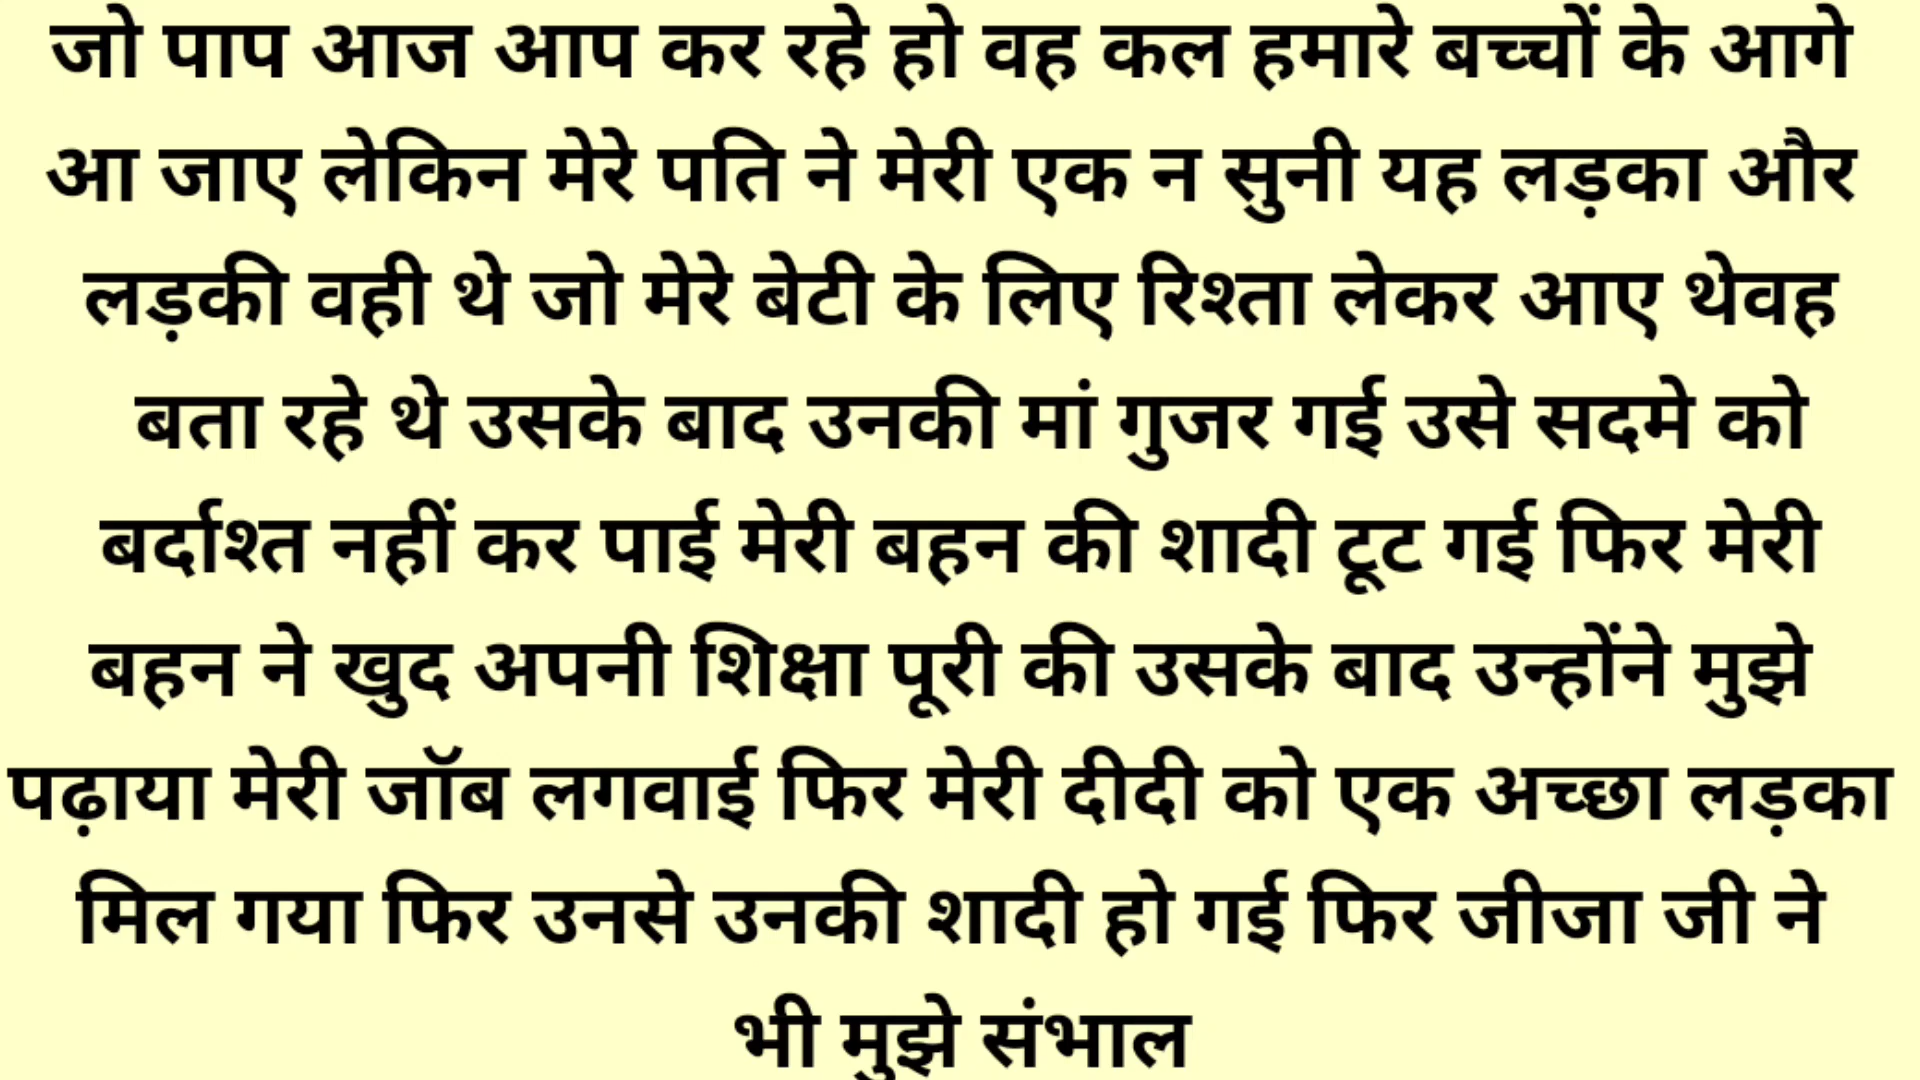 जो पाप आज आप कर रहे हो वह कल हमारे बच्चों के आगे
आ जाए लेकिन मेरे पति ने मेरी एक न सुनी यह लड़का और
लड़की वही थे जो मेरे बेटी के लिए रिश्ता लेकर आए थेवह
बता रहे थे उसके बाद उनकी मां गुजर गई उसे सदमे को
बर्दाश्त नहीं कर पाई मेरी बहन की शादी टूट गई फिर मेरी
बहन ने खुद अपनी शिक्षा पूरी की उसके बाद उन्होंने मुझे
पढ़ाया मेरी जॉब लगवाई फिर मेरी दीदी को एक अच्छा लड़का
मिल गया फिर उनसे उनकी शादी हो गई फिर जीजा जी ने
भी मुझे संभाल